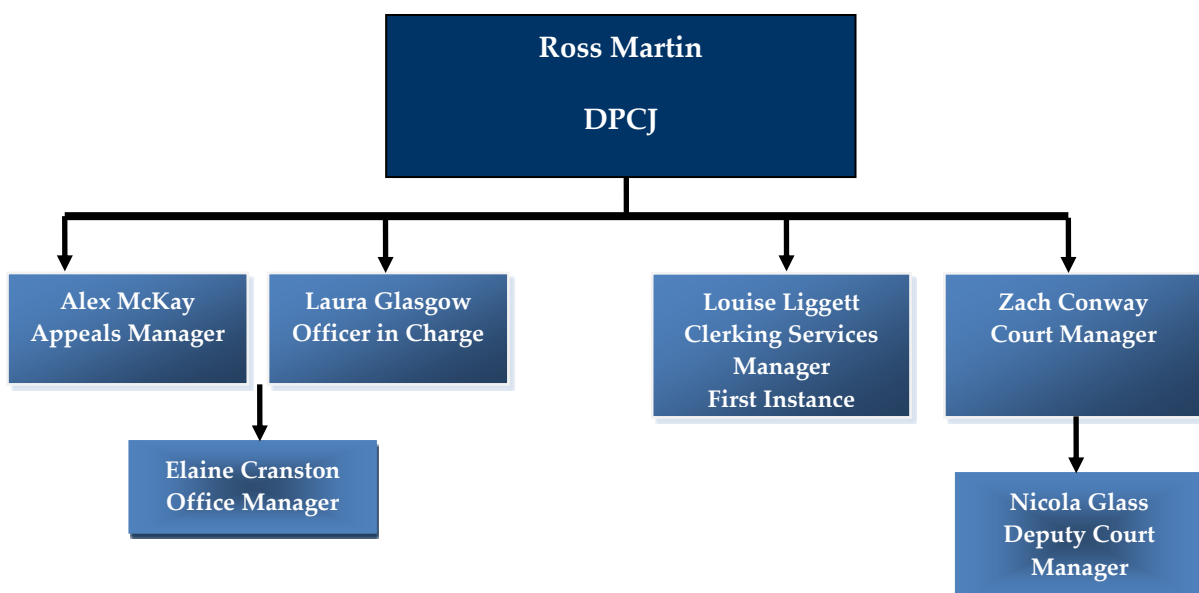 Ross Martin
DPCJ
Alex McKay
Appeals Manager
Laura Glasgow
Officer in Charge
Louise Liggett
Clerking Services
Manager
First Instance
Zach Conway
Court Manager
Elaine Cranston
Office Manager
Nicola Glass
Deputy Court
Manager